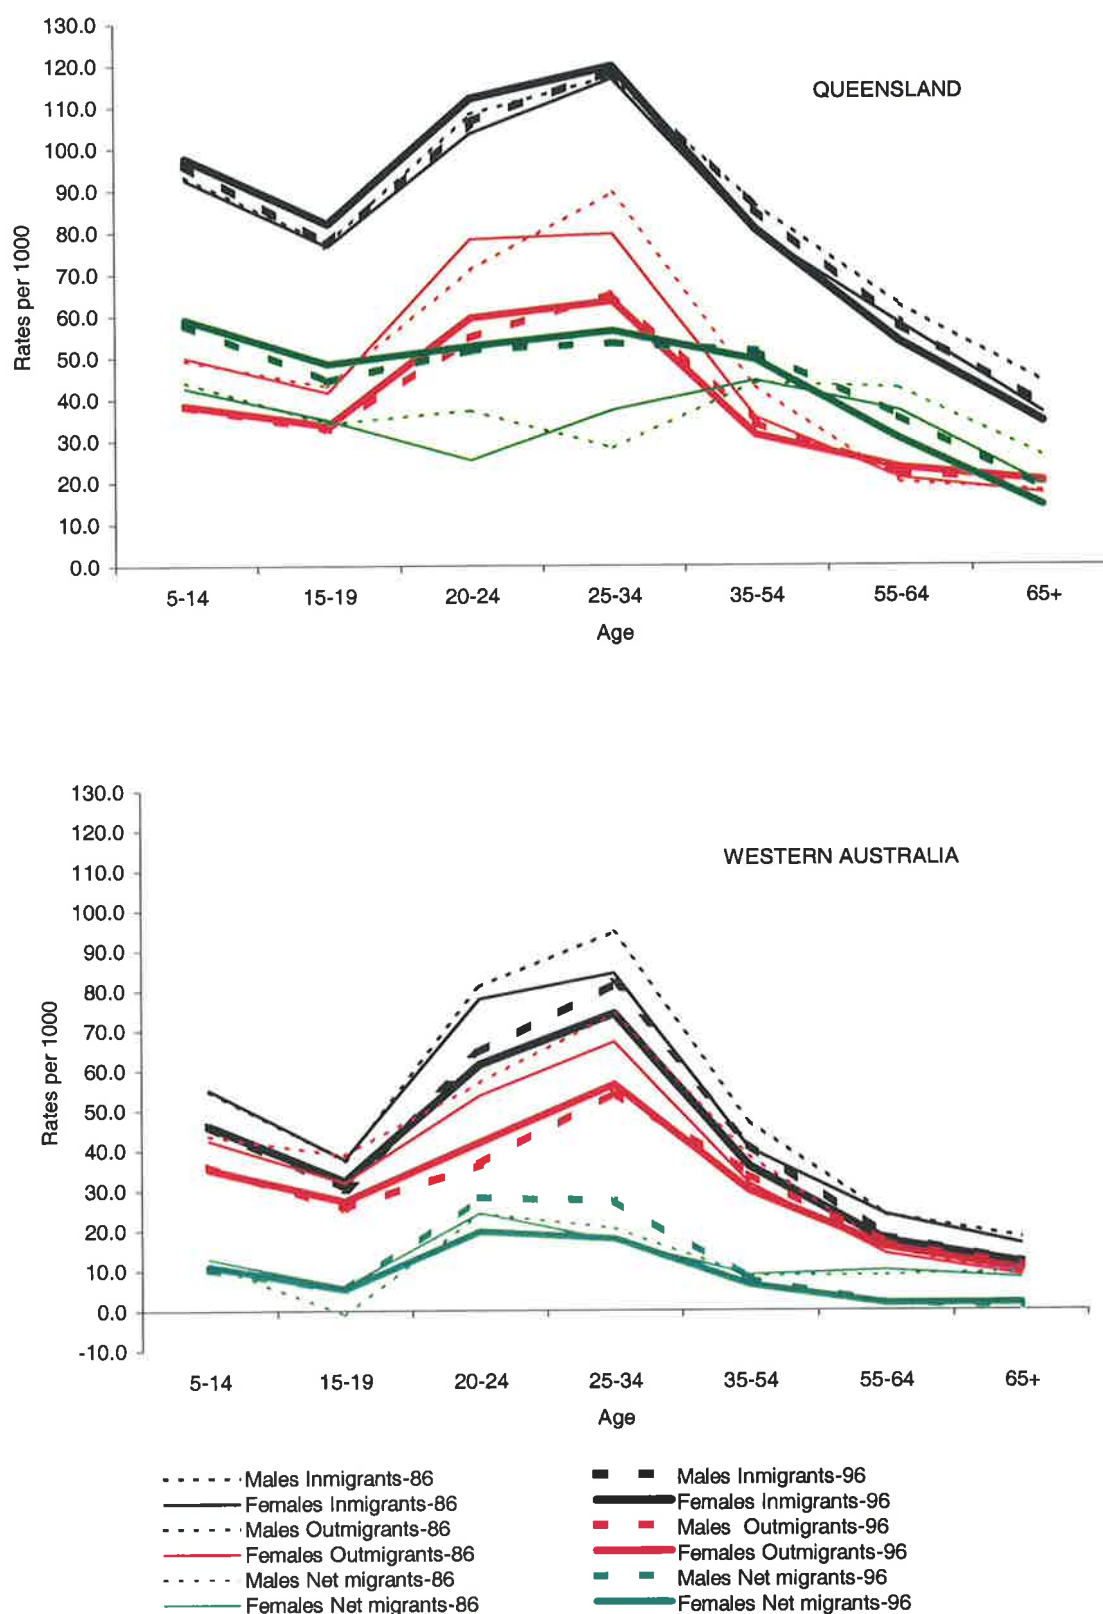 130.0
120.0
110.0
100.0
90.0
80.0
70.0
60.0
50.0
40.0
30.0
20.0
10.0
0.0
Rates per 1000
QUEENSLAND
5-14 15-19 20-24 25-34 35-54 55-64 65+
Age
130.0
120.0
110.0
100.0
90.0
80.0
70.0
60.0
50.0
40.0
30.0
20.0
10.0
0.0
-10.0
Rates per 1000
WESTERN AUSTRALIA
5-14 15-19 20-24 25-34 35-54 55-64 65+
Age
Males Inmigrants-86
Females Inmigrants-86
Males Outmigrants-86
Females Outmigrants-86
Males Net migrants-86
Females Net migrants-86
Males Inmigrants-96
Females Inmigrants-96
Males Outmigrants-96
Females Outmigrants-96
Males Net migrants-96
Females Net migrants-96